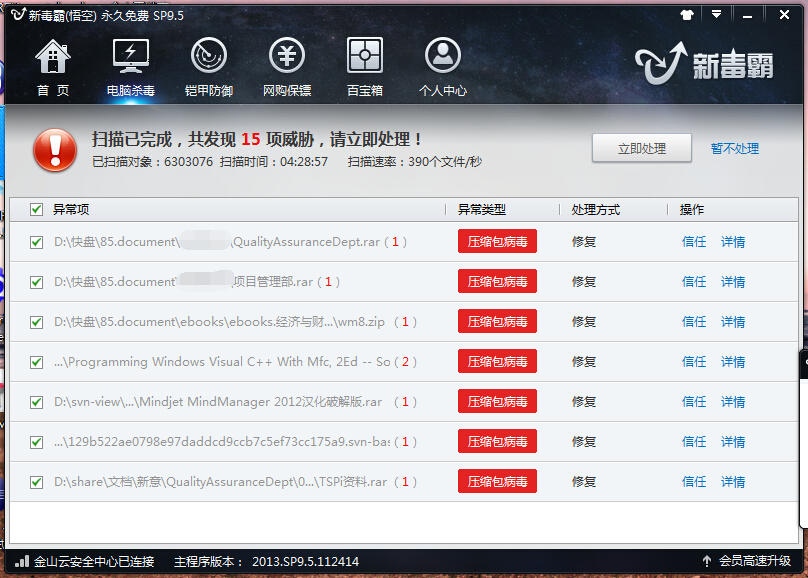 新毒霸(悟空) 永久免费 SP9.5
首 页
电脑杀毒
铠甲防御
网购保镖
百宝箱
个人中心
新毒霸
扫描已完成，共发现 15 项威胁，请立即处理！
已扫描对象：6303076 扫描时间：04:28:57 扫描速率：390个文件/秒
立即处理
暂不处理
异常项 异常类型 处理方式 操作
D:\快盘\85.document\ \QualityAssuranceDept.rar ( 1 ) 压缩包病毒 修复 信任 详情
D:\快盘\85.document\ 项目管理部.rar ( 1 ) 压缩包病毒 修复 信任 详情
D:\快盘\85.document\ebooks\ebooks.经济与财...\wm8.zip ( 1 ) 压缩包病毒 修复 信任 详情
...\Programming Windows Visual C++ With Mfc, 2Ed -- So ( 2 ) 压缩包病毒 修复 信任 详情
D:\svn-view\...\Mindjet MindManager 2012汉化破解版.rar ( 1 ) 压缩包病毒 修复 信任 详情
...\129b522ae0798e97daddcd9ccb7c5ef73cc175a9.svn-bas ( 1 ) 压缩包病毒 修复 信任 详情
D:\share\文档\新意\QualityAssuranceDept\0...\TSPi资料.rar ( 1 ) 压缩包病毒 修复 信任 详情
金山云安全中心已连接 主程序版本： 2013.SP9.5.112414 会员高速升级